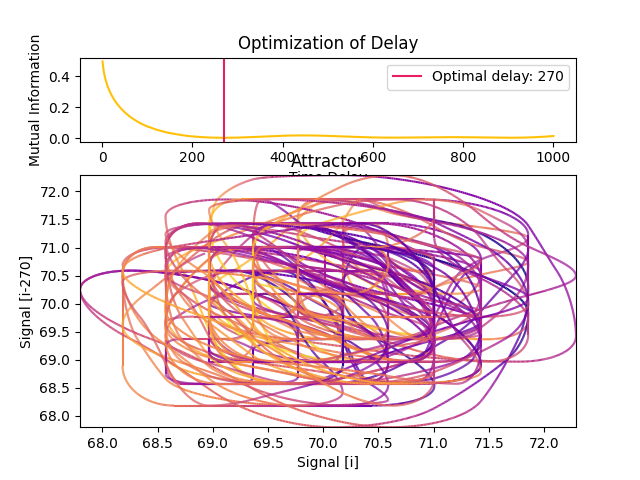 Optimization of Delay
Mutual Information
0.4
0.2
0.0
Optimal delay: 270
0 200 400 600 800 1000
Attractor
Signal [i-270]
72.0
71.5
71.0
70.5
70.0
69.5
69.0
68.5
68.0
68.0 68.5 69.0 69.5 70.0 70.5 71.0 71.5 72.0
Signal [i]